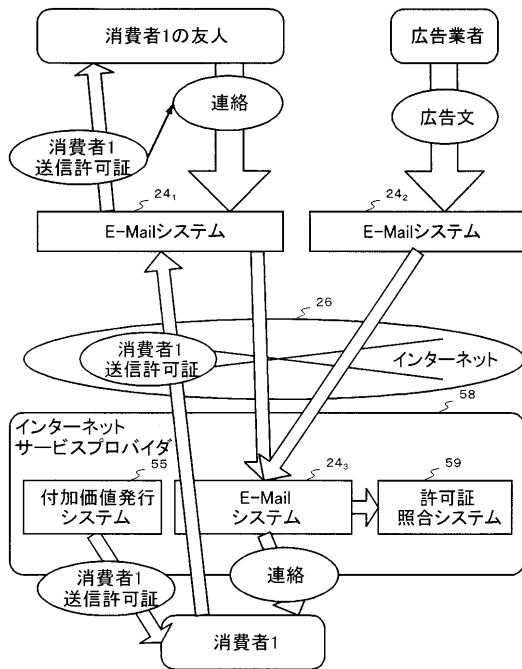 消費者1の友人
広告業者
連絡
広告文
消費者1
送信許可証
24₁
24₂
E-Mailシステム
E-Mailシステム
26
消費者1
送信許可証
インターネット
58
インターネット
サービスプロバイダ
55
24₃
59
付加価値発行
システム
E-Mail
システム
許可証
照合システム
消費者1
送信許可証
連絡
消費者1